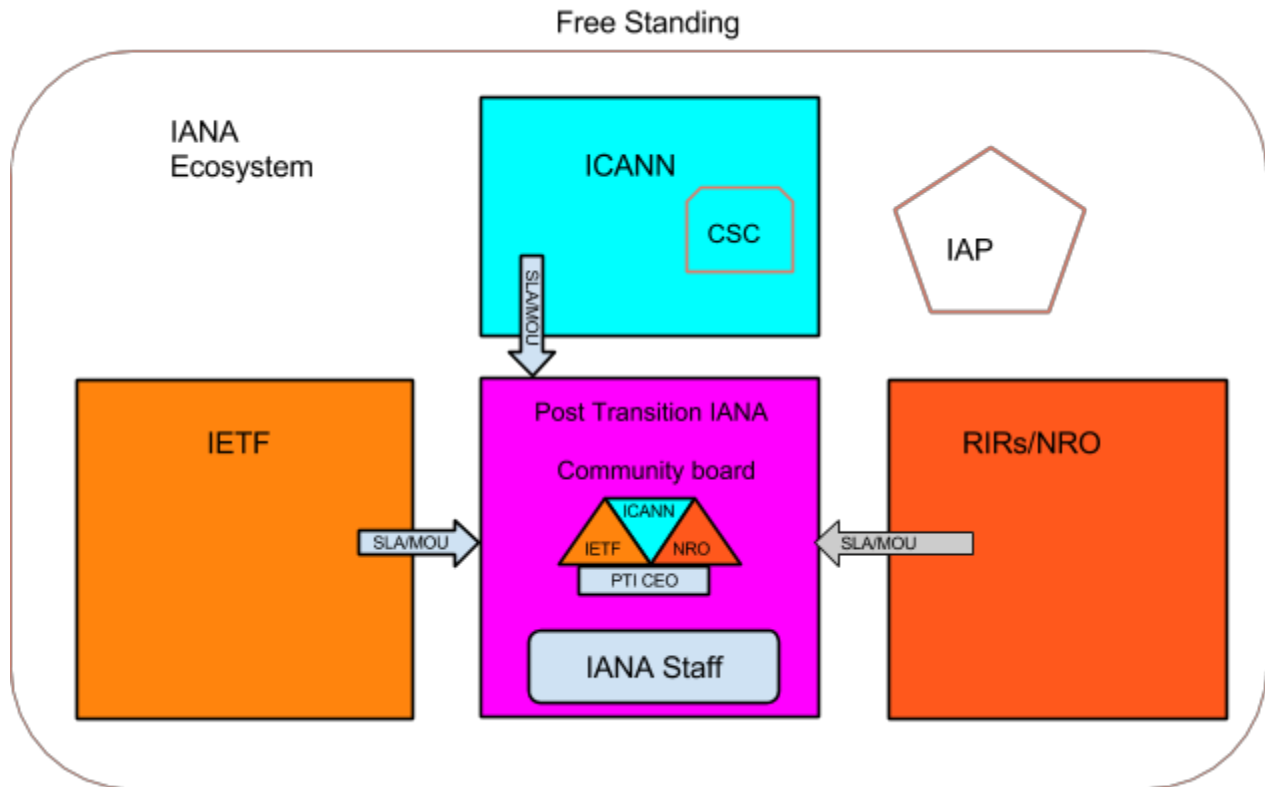 Free Standing
IANA
Ecosystem
ICANN
CSC
IAP
SLA/MOU
IETF
Post Transition IANA
RIRs/NRO
Community board
ICANN
IETF
NRO
PTI CEO
SLA/MOU
SLA/MOU
IANA Staff